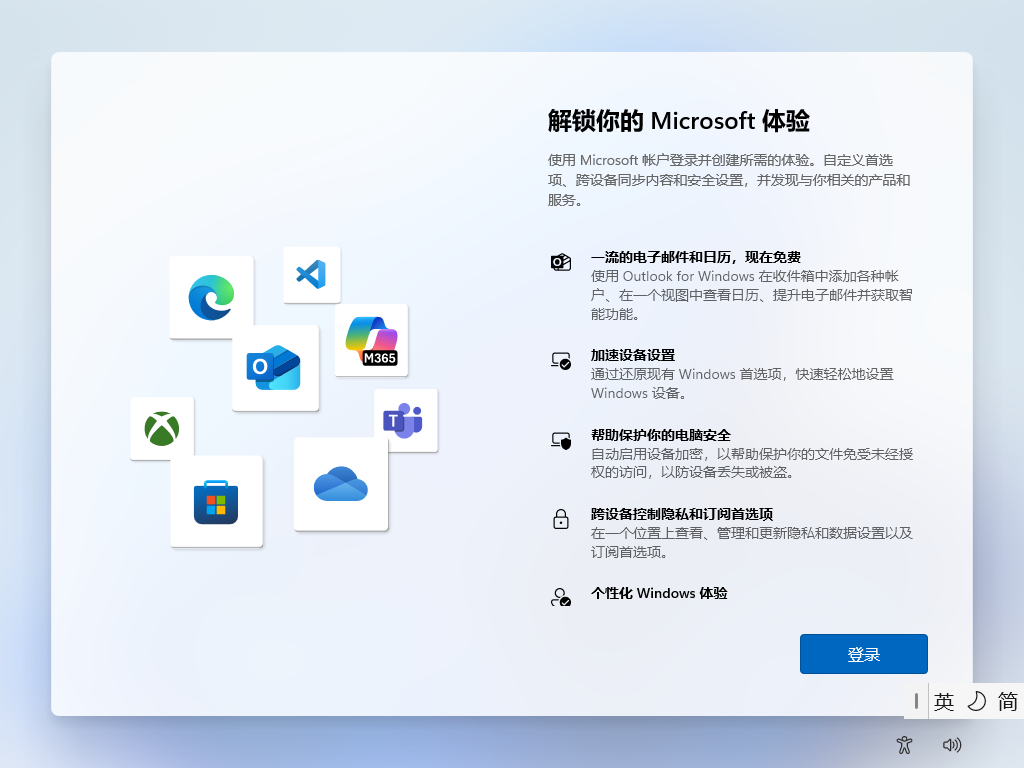 解锁你的 Microsoft 体验
使用 Microsoft 帐户登录并创建所需的体验。自定义首选
项、跨设备同步内容和安全设置，并发现与你相关的产品和
服务。
一流的电子邮件和日历，现在免费
使用 Outlook for Windows 在收件箱中添加各种帐
户、在一个视图中查看日历、提升电子邮件并获取智
能功能。
加速设备设置
通过还原现有 Windows 首选项，快速轻松地设置
Windows 设备。
帮助保护你的电脑安全
自动启用设备加密，以帮助保护你的文件免受未经授
权的访问，以防设备丢失或被盗。
跨设备控制隐私和订阅首选项
在一个位置上查看、管理和更新隐私和数据设置以及
订阅首选项。
个性化 Windows 体验
M365
O
T
登录
英 简